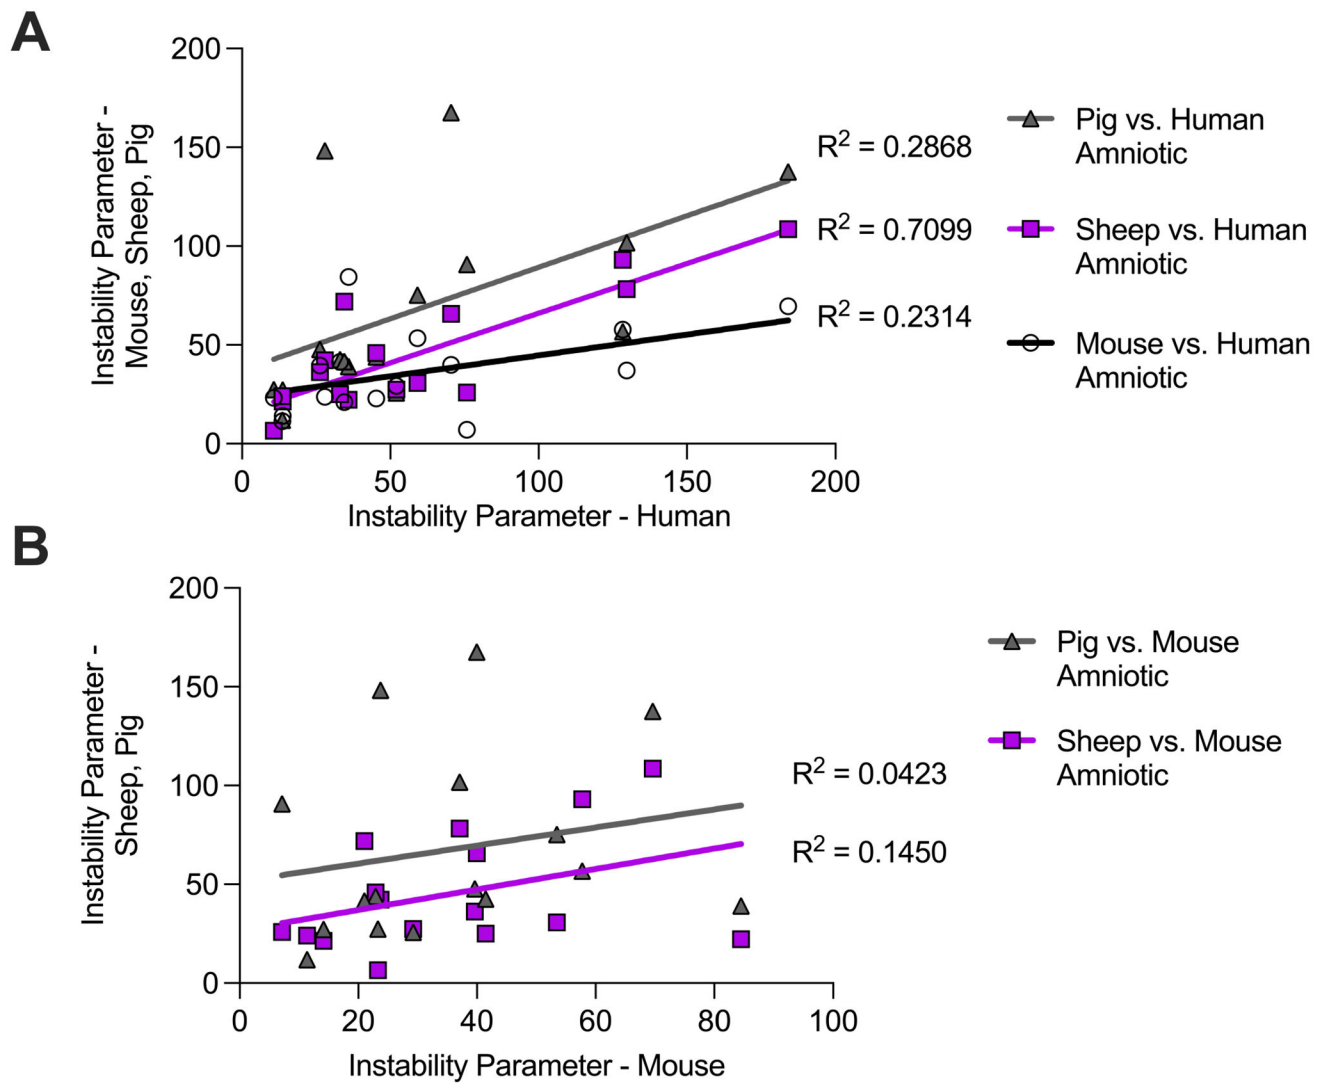 A
Instability Parameter -
Mouse, Sheep, Pig
200
150
100
50
0
0
50
100
150
200
Instability Parameter - Human
R² = 0.2868
R² = 0.7099
R² = 0.2314
Pig vs. Human
Amniotic
Sheep vs. Human
Amniotic
Mouse vs. Human
Amniotic
B
Instability Parameter -
Sheep, Pig
200
150
100
50
0
0
20
40
60
80
100
Instability Parameter - Mouse
R² = 0.0423
R² = 0.1450
Pig vs. Mouse
Amniotic
Sheep vs. Mouse
Amniotic